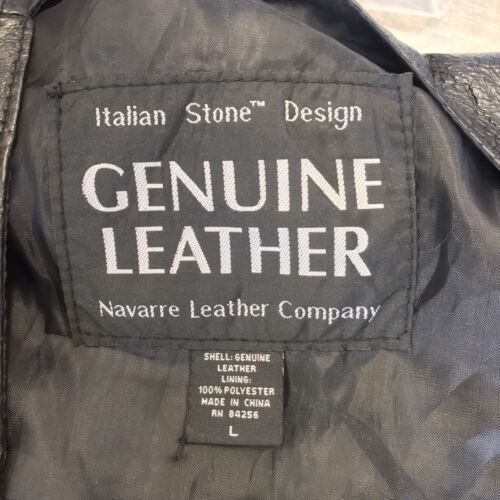 Italian Stone™ Design
GENUINE
LEATHER
Navarre Leather Company
SHELL: GENUINE
LEATHER
LINING:
100% POLYESTER
MADE IN CHINA
RN 84256
L